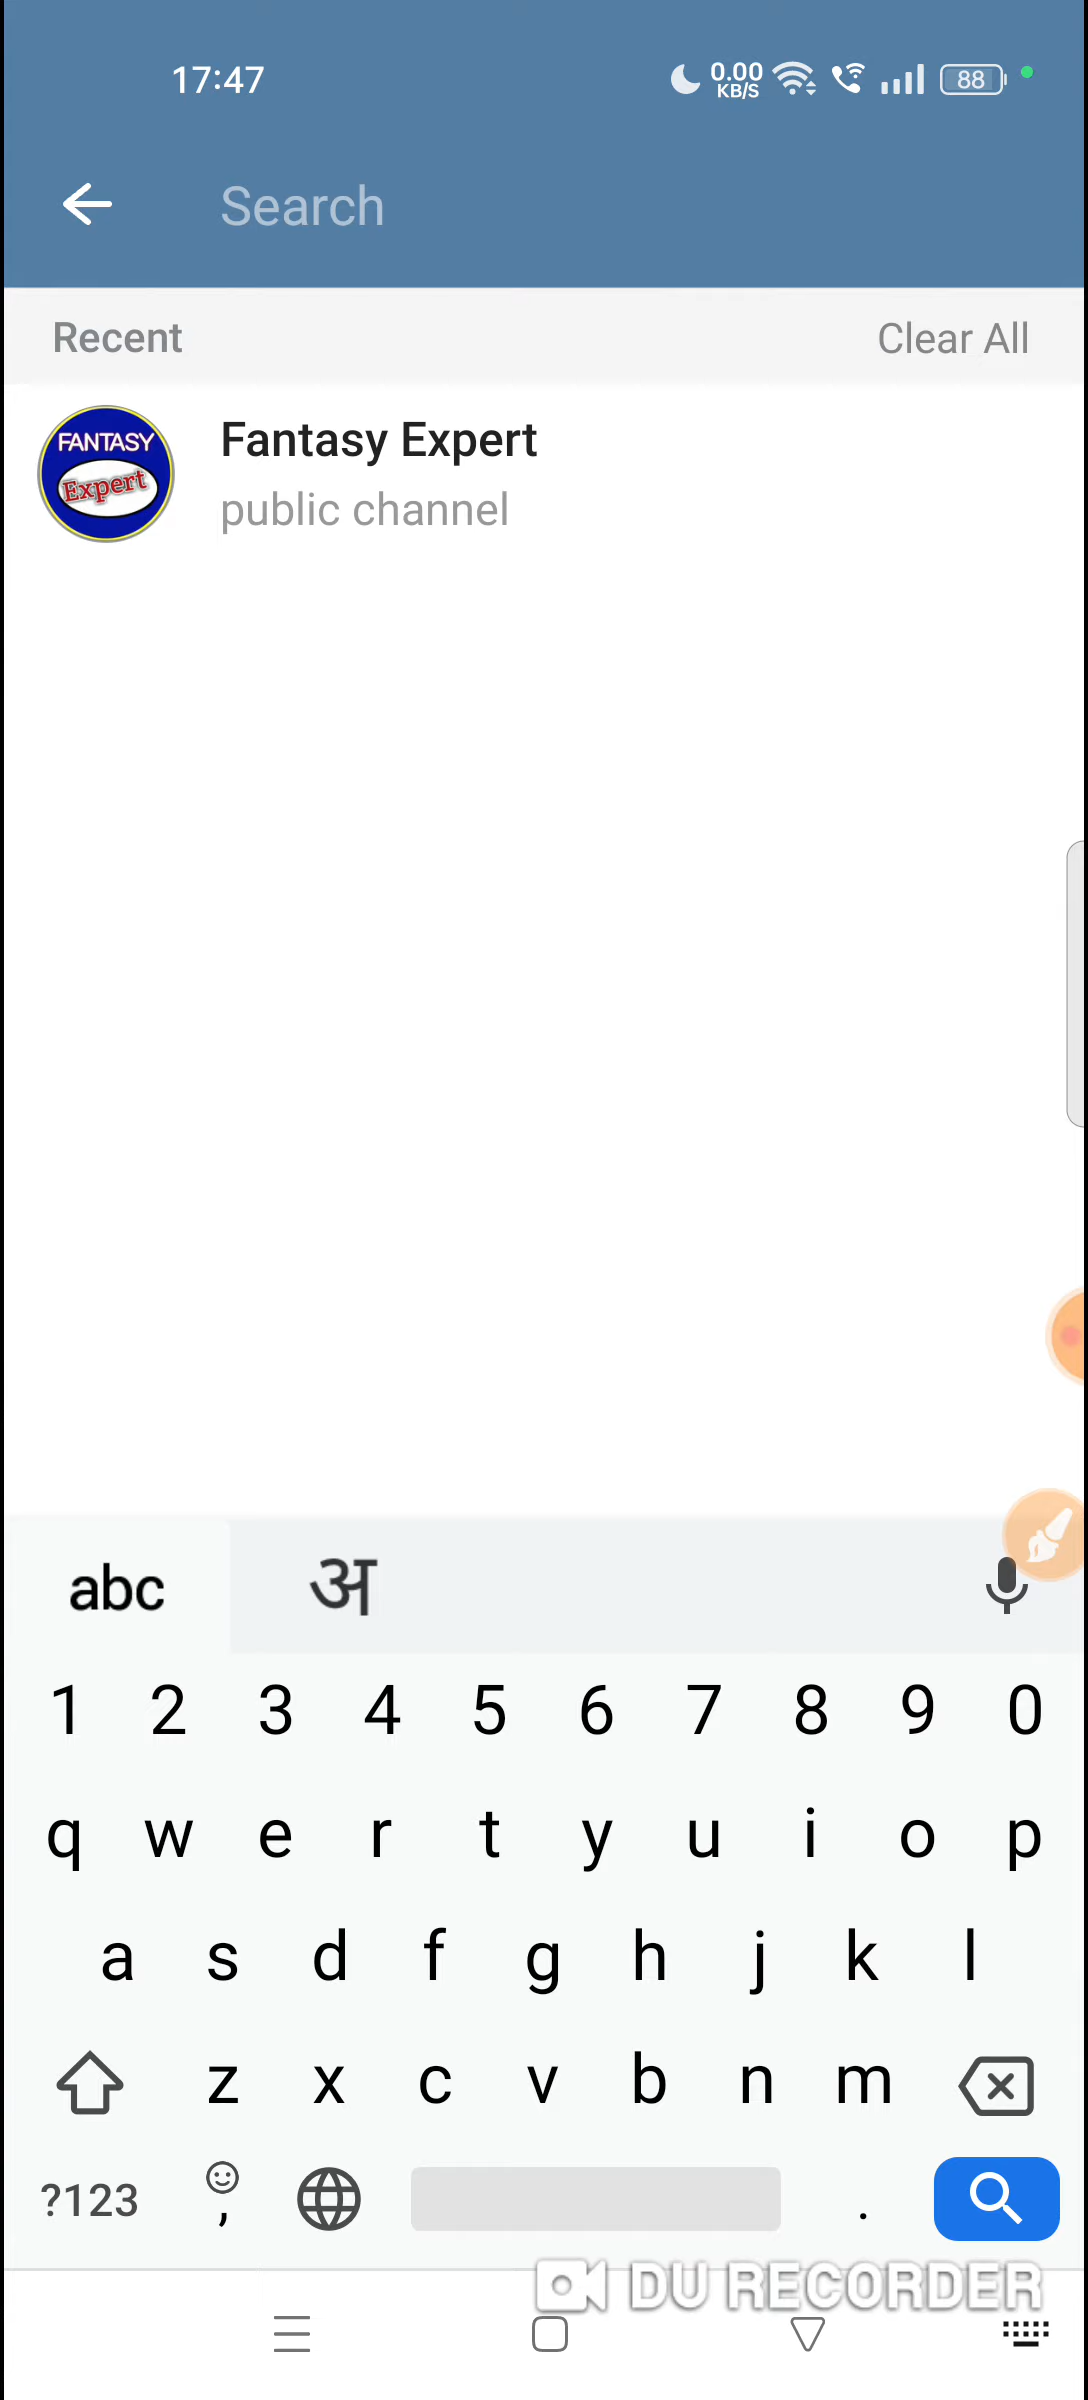 17:47
0.00
KB/S
88
Search
Recent
Clear All
FANTASY
Expert
Fantasy Expert
public channel
abc
अ
1 2 3 4 5 6 7 8 9 0
q w e r t y u i o p
a s d f g h j k l
z x c v b n m
?123 , .
DU RECORDER